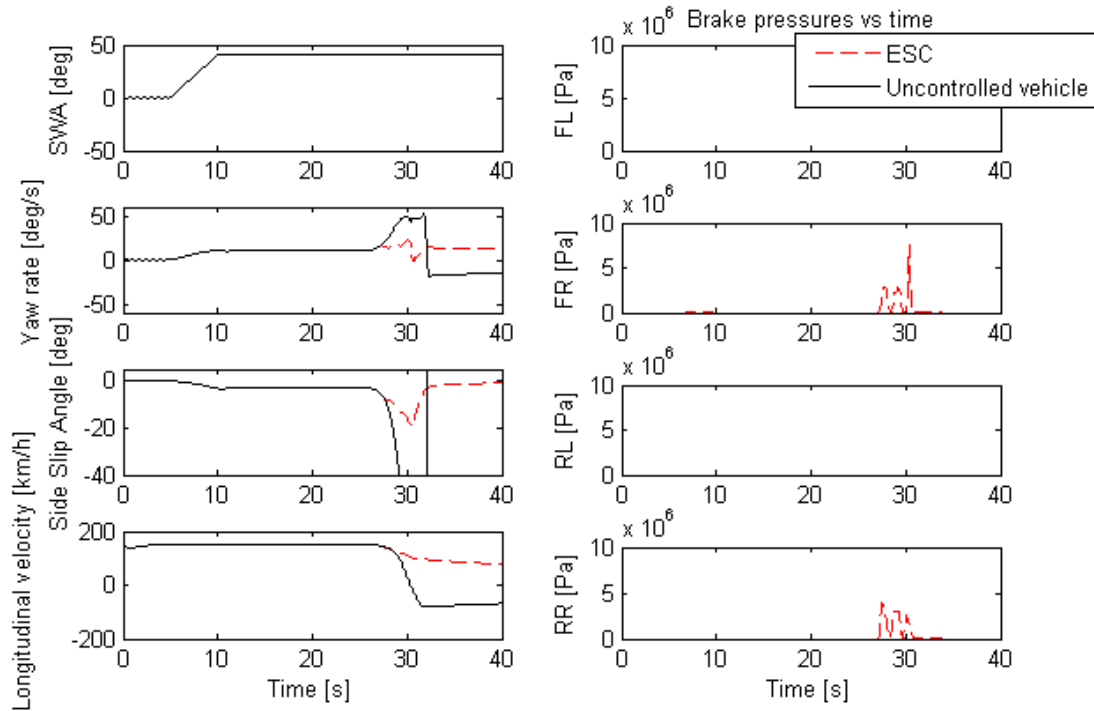 50
0
-50
SWA [deg]
0 10 20 30 40
50
0
-50
Yaw rate [deg/s]
0 10 20 30 40
0
-20
-40
Side Slip Angle [deg]
0 10 20 30 40
200
0
-200
Longitudinal velocity [km/h]
0 10 20 30 40
Time [s]
Brake pressures vs time
x 10^6
ESC
Uncontrolled vehicle
10
5
0
FL [Pa]
0 10 20 30 40
x 10^6
10
5
0
FR [Pa]
0 10 20 30 40
x 10^6
10
5
0
RL [Pa]
0 10 20 30 40
x 10^6
10
5
0
RR [Pa]
0 10 20 30 40
Time [s]